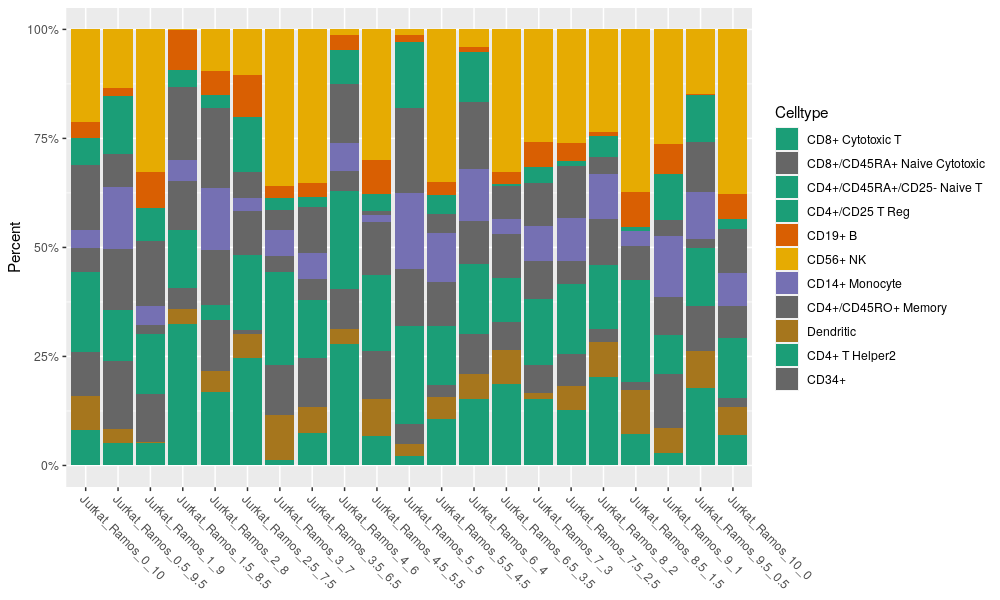 100%
75%
50%
25%
0%
Percent
Jurkat_Ramos_0_10
Jurkat_Ramos_0.5_9.5
Jurkat_Ramos_1_9
Jurkat_Ramos_1.5_8.5
Jurkat_Ramos_2_8
Jurkat_Ramos_2.5_7.5
Jurkat_Ramos_3_7
Jurkat_Ramos_3.5_6.5
Jurkat_Ramos_4_6
Jurkat_Ramos_4.5_5.5
Jurkat_Ramos_5_5
Jurkat_Ramos_5.5_4.5
Jurkat_Ramos_6_4
Jurkat_Ramos_6.5_3.5
Jurkat_Ramos_7_3
Jurkat_Ramos_7.5_2.5
Jurkat_Ramos_8_2
Jurkat_Ramos_8.5_1.5
Jurkat_Ramos_9_1
Jurkat_Ramos_9.5_0.5
Jurkat_Ramos_10_0
Celltype
CD8+ Cytotoxic T
CD8+/CD45RA+ Naive Cytotoxic
CD4+/CD45RA+/CD25- Naive T
CD4+/CD25 T Reg
CD19+ B
CD56+ NK
CD14+ Monocyte
CD4+/CD45RO+ Memory
Dendritic
CD4+ T Helper2
CD34+